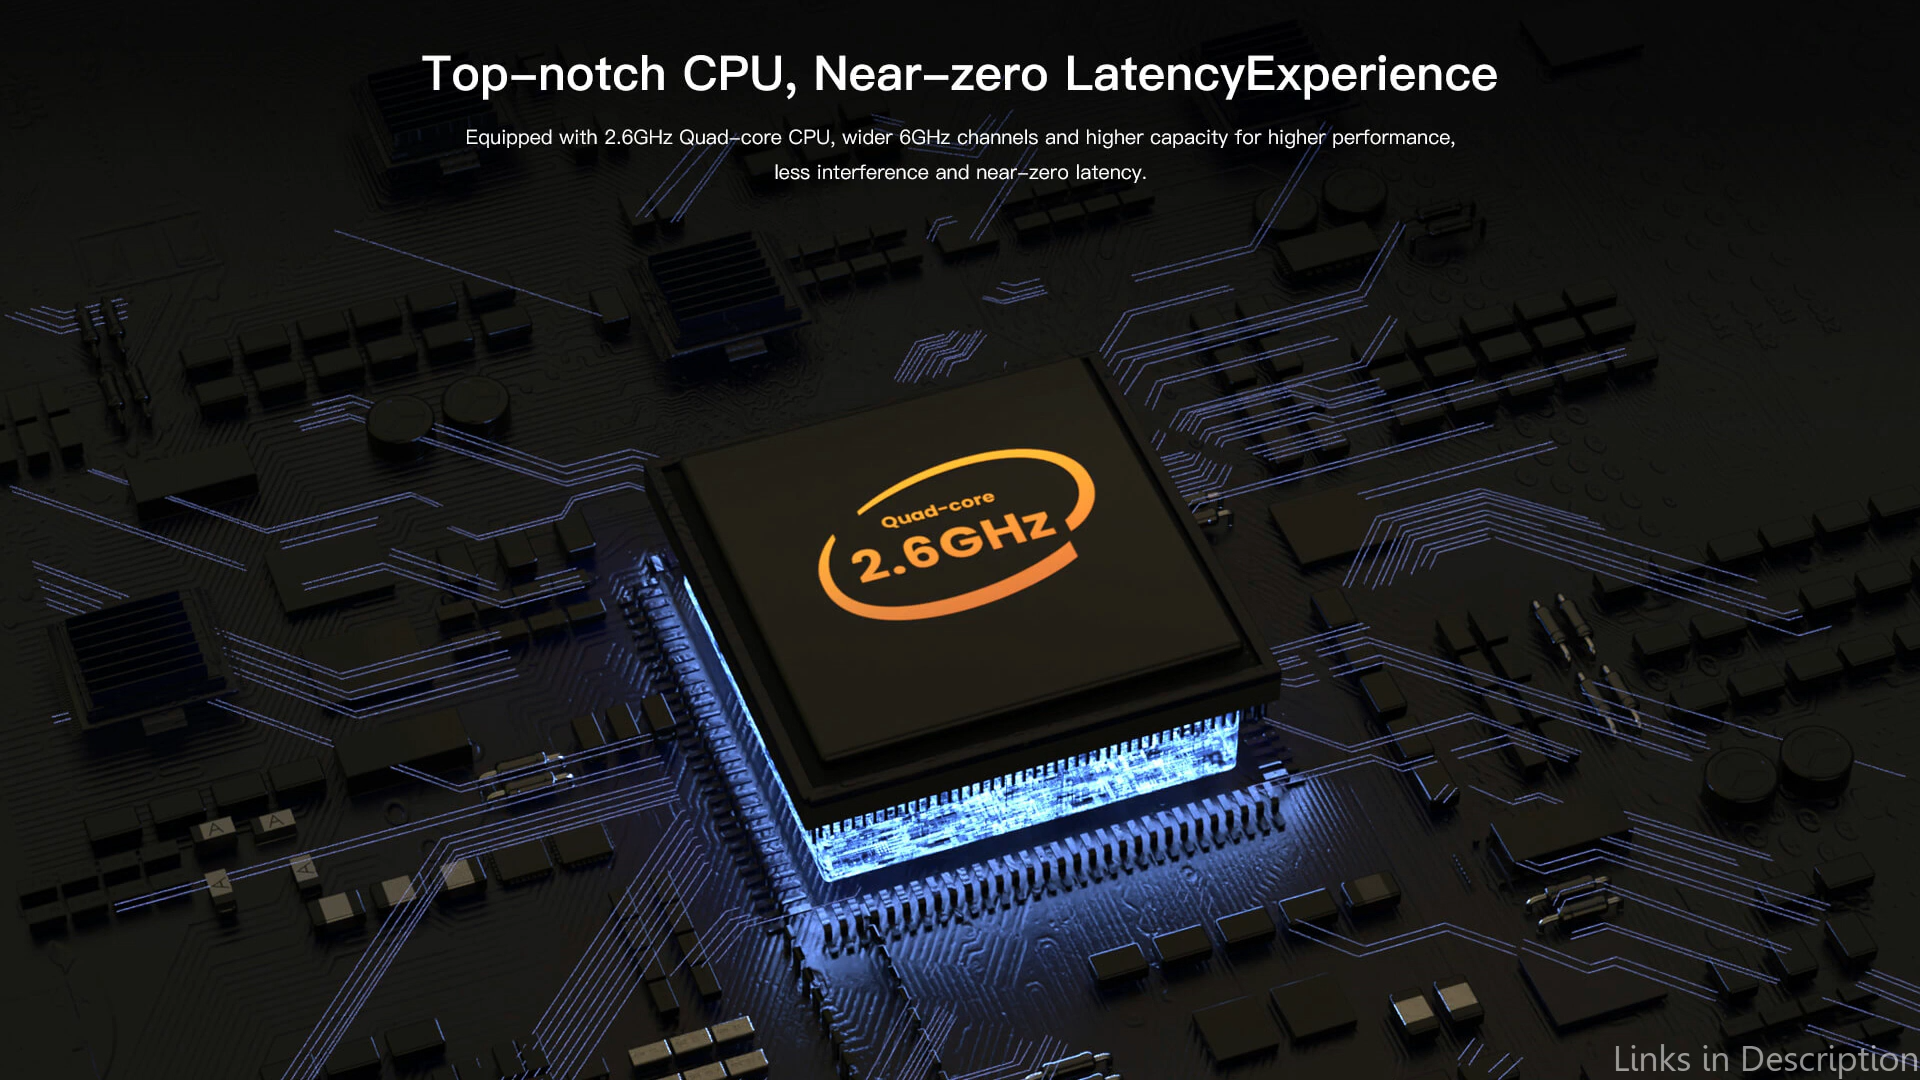 Top-notch CPU, Near-zero LatencyExperience
Equipped with 2.6GHz Quad-core CPU, wider 6GHz channels and higher capacity for higher performance,
less interference and near-zero latency.
Quad-core
2.6GHz
A
A
A
A
Links in Description